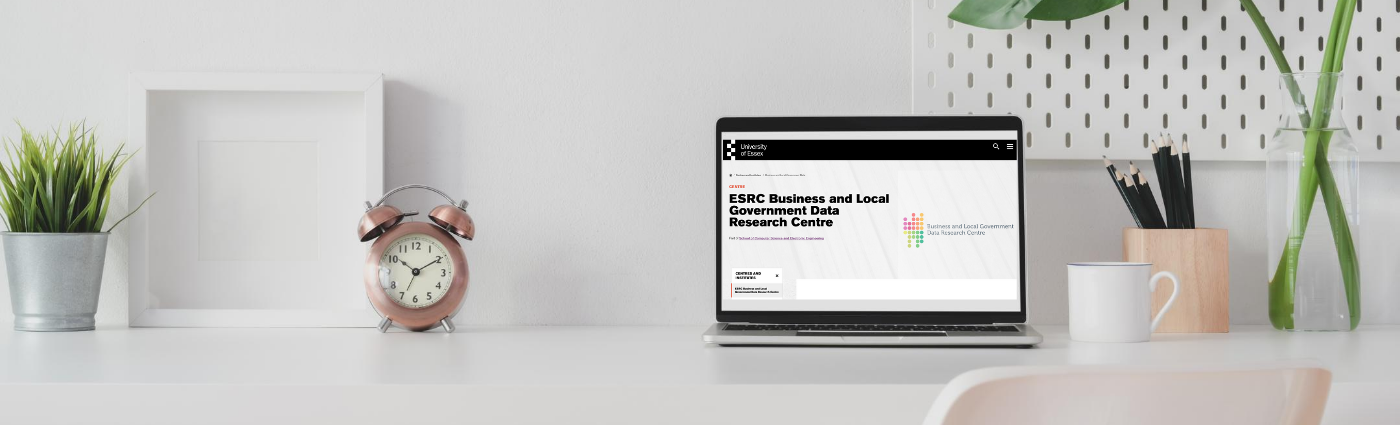 University
of Essex
CENTRE
ESRC Business and Local
Government Data
Research Centre
Part of School of Computer Science and Electronic Engineering
Business and Local Government
Data Research Centre
CENTRES AND
INSTITUTES
ESRC Business and Local
Government Data Research Centre
10 11 12 1 2 3 4 5 6 7 8